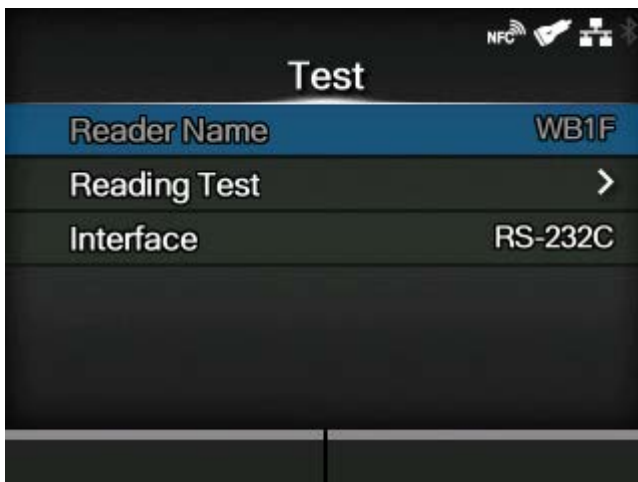 NFC
Test
Reader Name WB1F
Reading Test >
Interface RS-232C